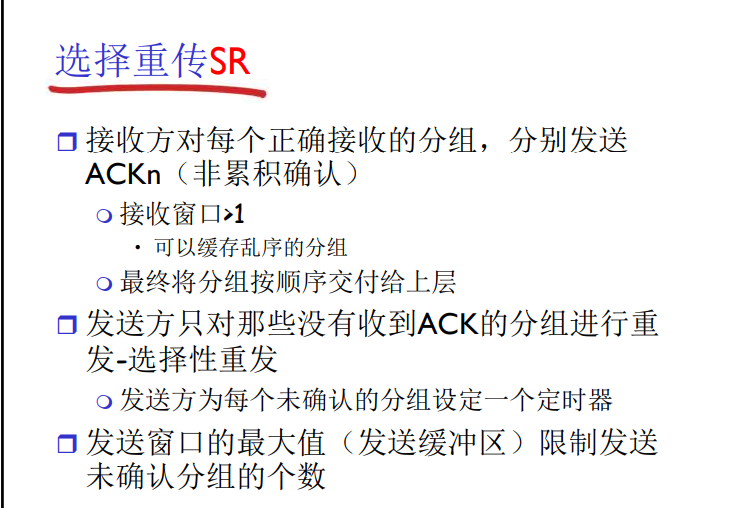 选择重传SR
接收方对每个正确接收的分组，分别发送
ACKn（非累积确认）
接收窗口>1
• 可以缓存乱序的分组
最终将分组按顺序交付给上层
发送方只对那些没有收到ACK的分组进行重
发-选择性重发
发送方为每个未确认的分组设定一个定时器
发送窗口的最大值（发送缓冲区）限制发送
未确认分组的个数